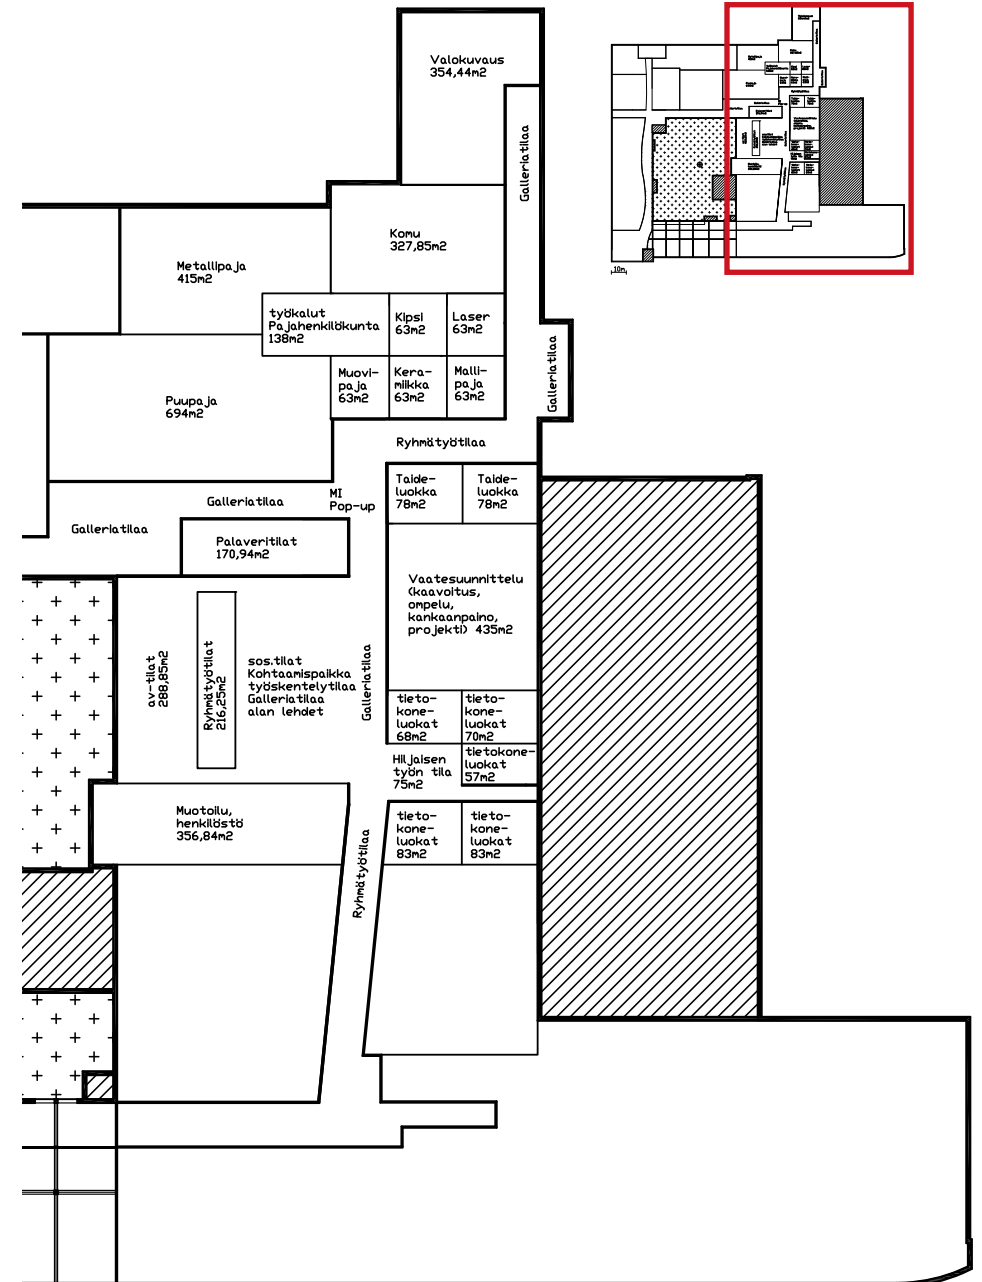 Valokuvaus
354,44m2
Galleriatilaa
Komu
327,85m2
Metallipaja
415m2
työkalut
Pajahenkilökunta
138m2
Kipsi
63m2
Laser
63m2
Muovi-
paja
63m2
Kera-
miikka
63m2
Malli-
paja
63m2
Galleriatilaa
Puupaja
694m2
Ryhmätyötilaa
Taide-
luokka
78m2
Taide-
luokka
78m2
MI
Pop-up
Galleriatilaa
Galleriatilaa
Palaveritilat
170,94m2
Vaatesuunnittelu
(kaavoitus,
ompelu,
kankaanpaino,
projekti) 435m2
av-tilat
288,85m2
Ryhmätyötilat
216,25m2
sos.tilat
Kohtaamispaikka
työskentelytilaa
Galleriatilaa
alan lehdet
Galleriatilaa
tieto-
kone-
luokat
68m2
tieto-
kone-
luokat
70m2
tietokone-
luokat
57m2
Hiljaisen
työn tila
75m2
Muotoilu,
henkilöstö
356,84m2
Ryhmätyötilaa
tieto-
kone-
luokat
83m2
tieto-
kone-
luokat
83m2
10m